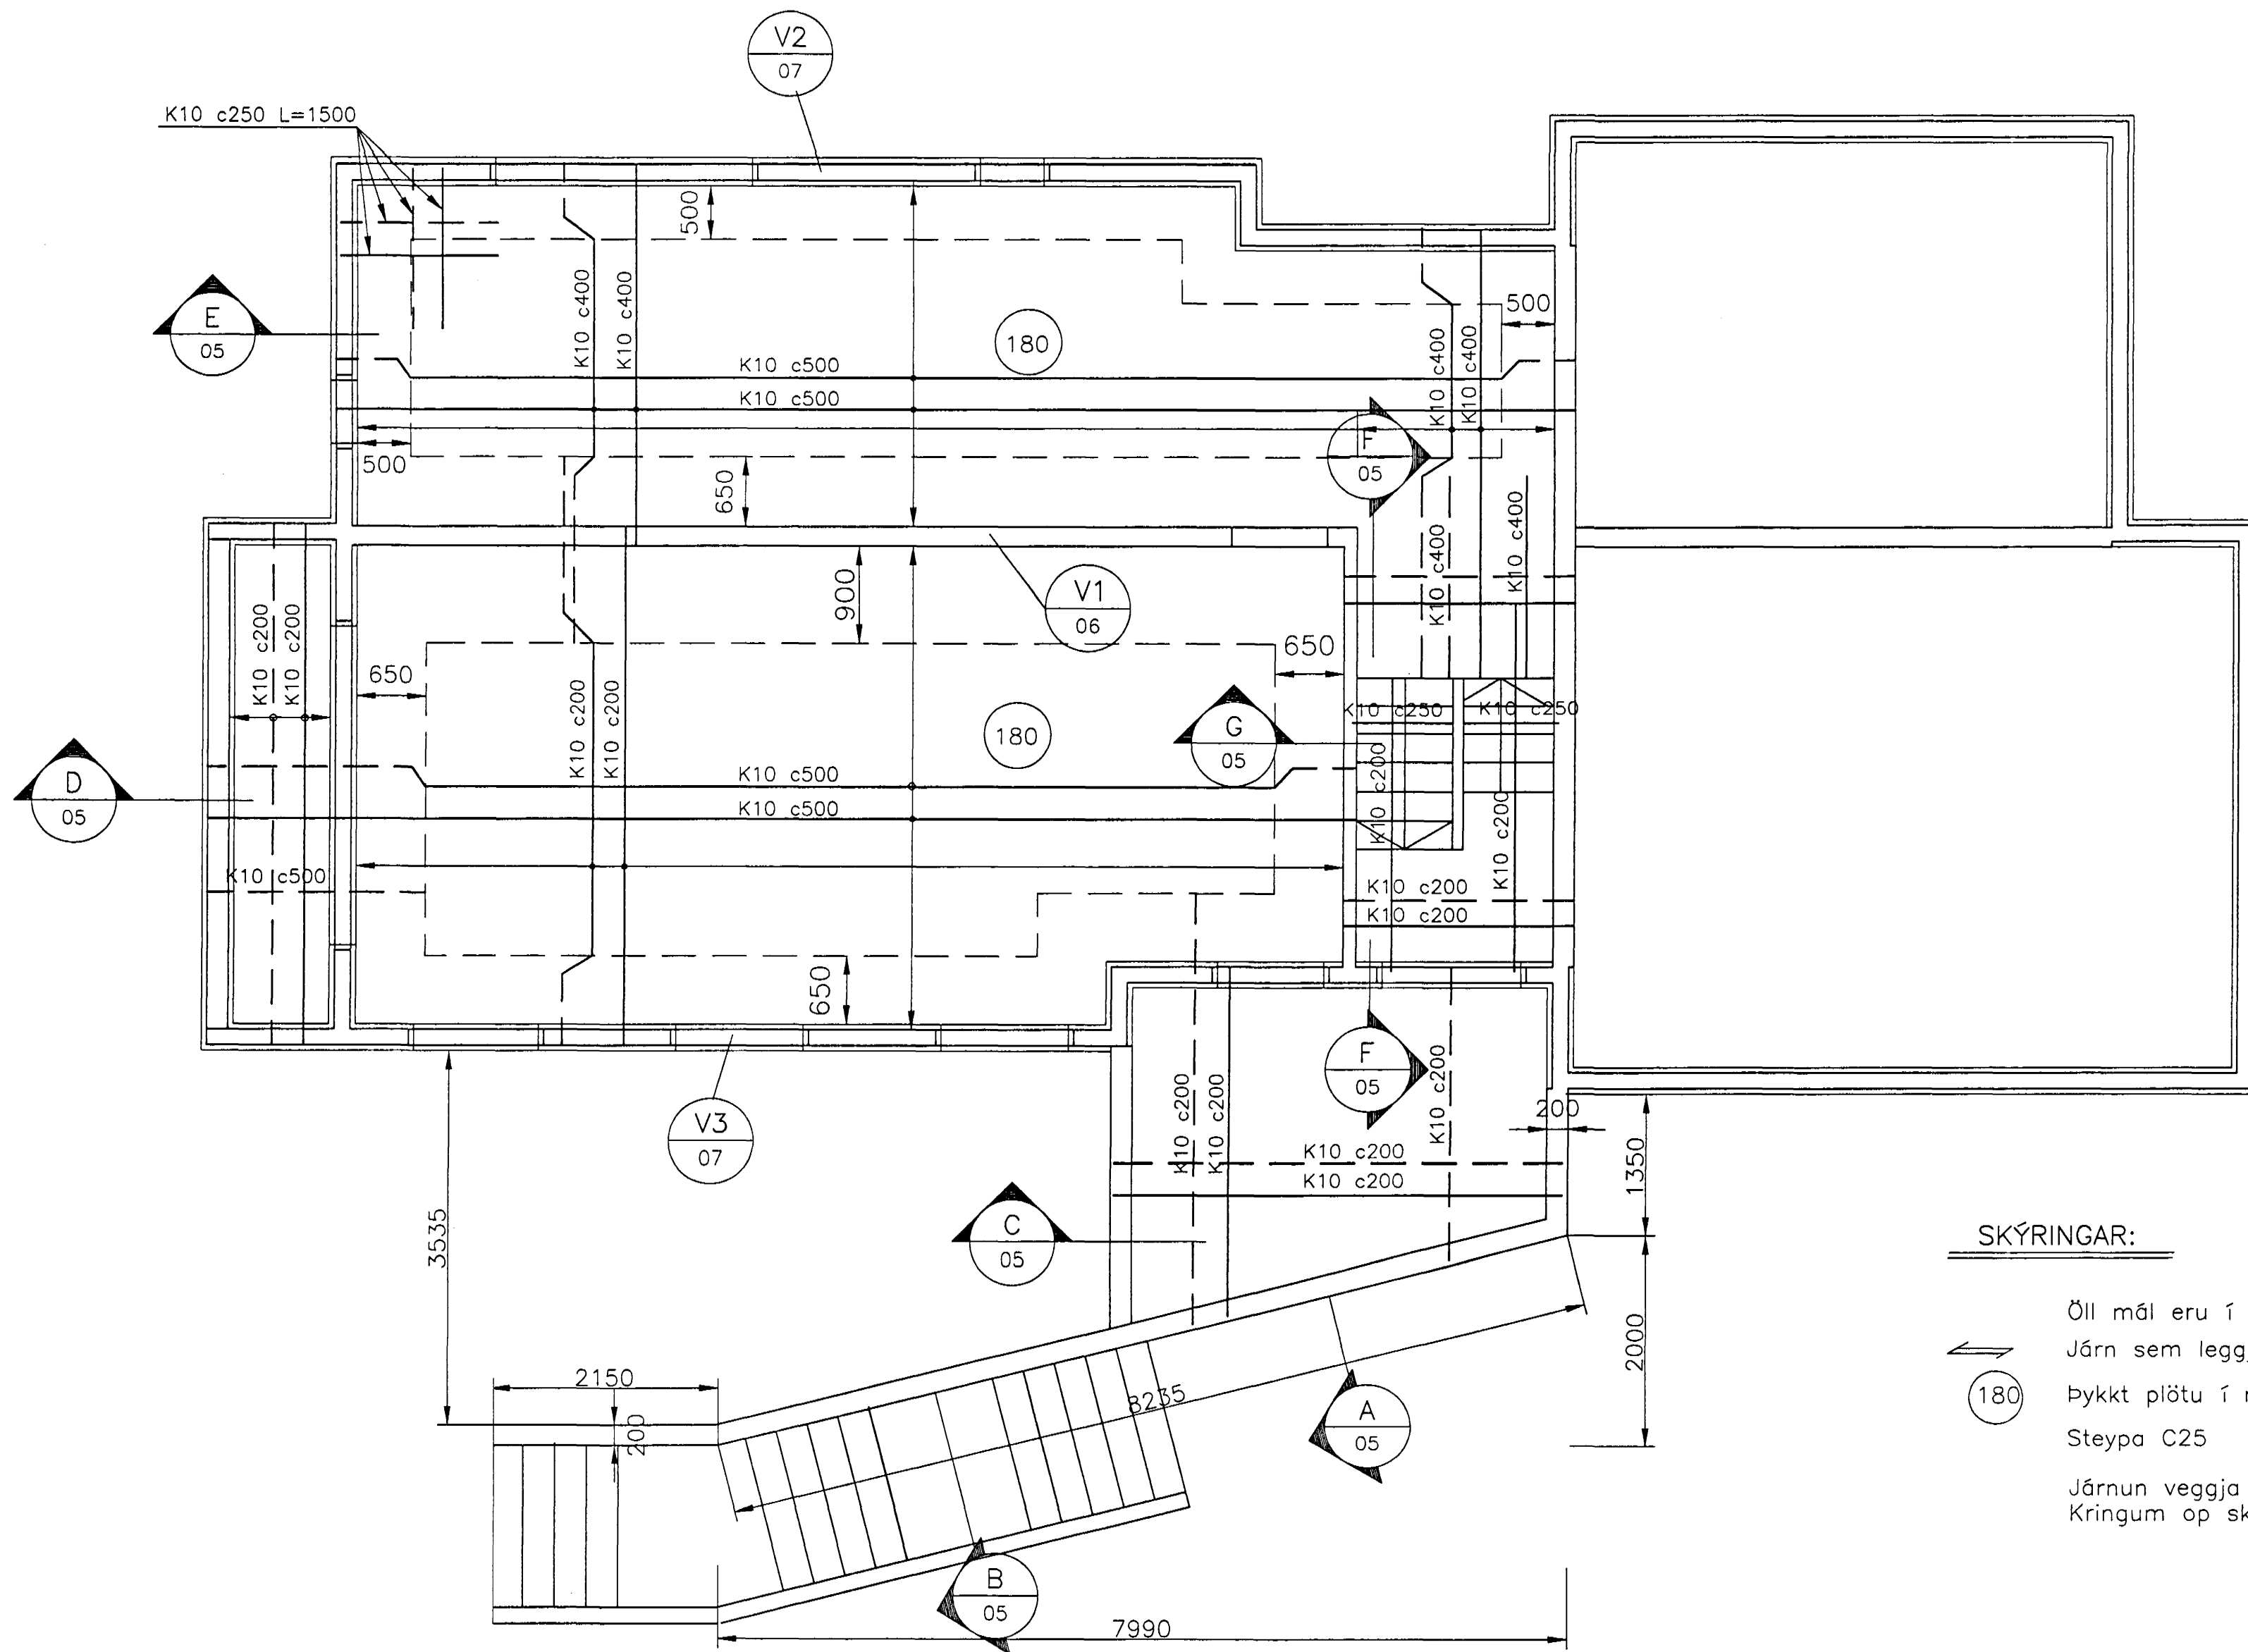 V2
07
K10 c250 L=1500
500
K10 c400
K10 c400
E
05
180
500
K10 c400
K10 c400
K10 c500
K10 c500
500
650
F
05
K10 c400
K10 c400
K10 c200
K10 c200
900
V1
06
650
650
K10 c200
K10 c200
180
K10 c250
K10 c250
G
05
K10 c200
K10 c200
D
05
K10 c500
K10 c500
K10 c500
K10 c200
K10 c200
650
V3
07
F
05
K10 c200
K10 c200
K10 c200
200
K10 c200
K10 c200
1350
3535
C
05
2000
2150
200
8235
A
05
B
05
7990
SKÝRINGAR:
Öll mál eru í
Járn sem legg
180
Þykkt plötu í
Steypa C25
Járnun veggja
Kringum op sk